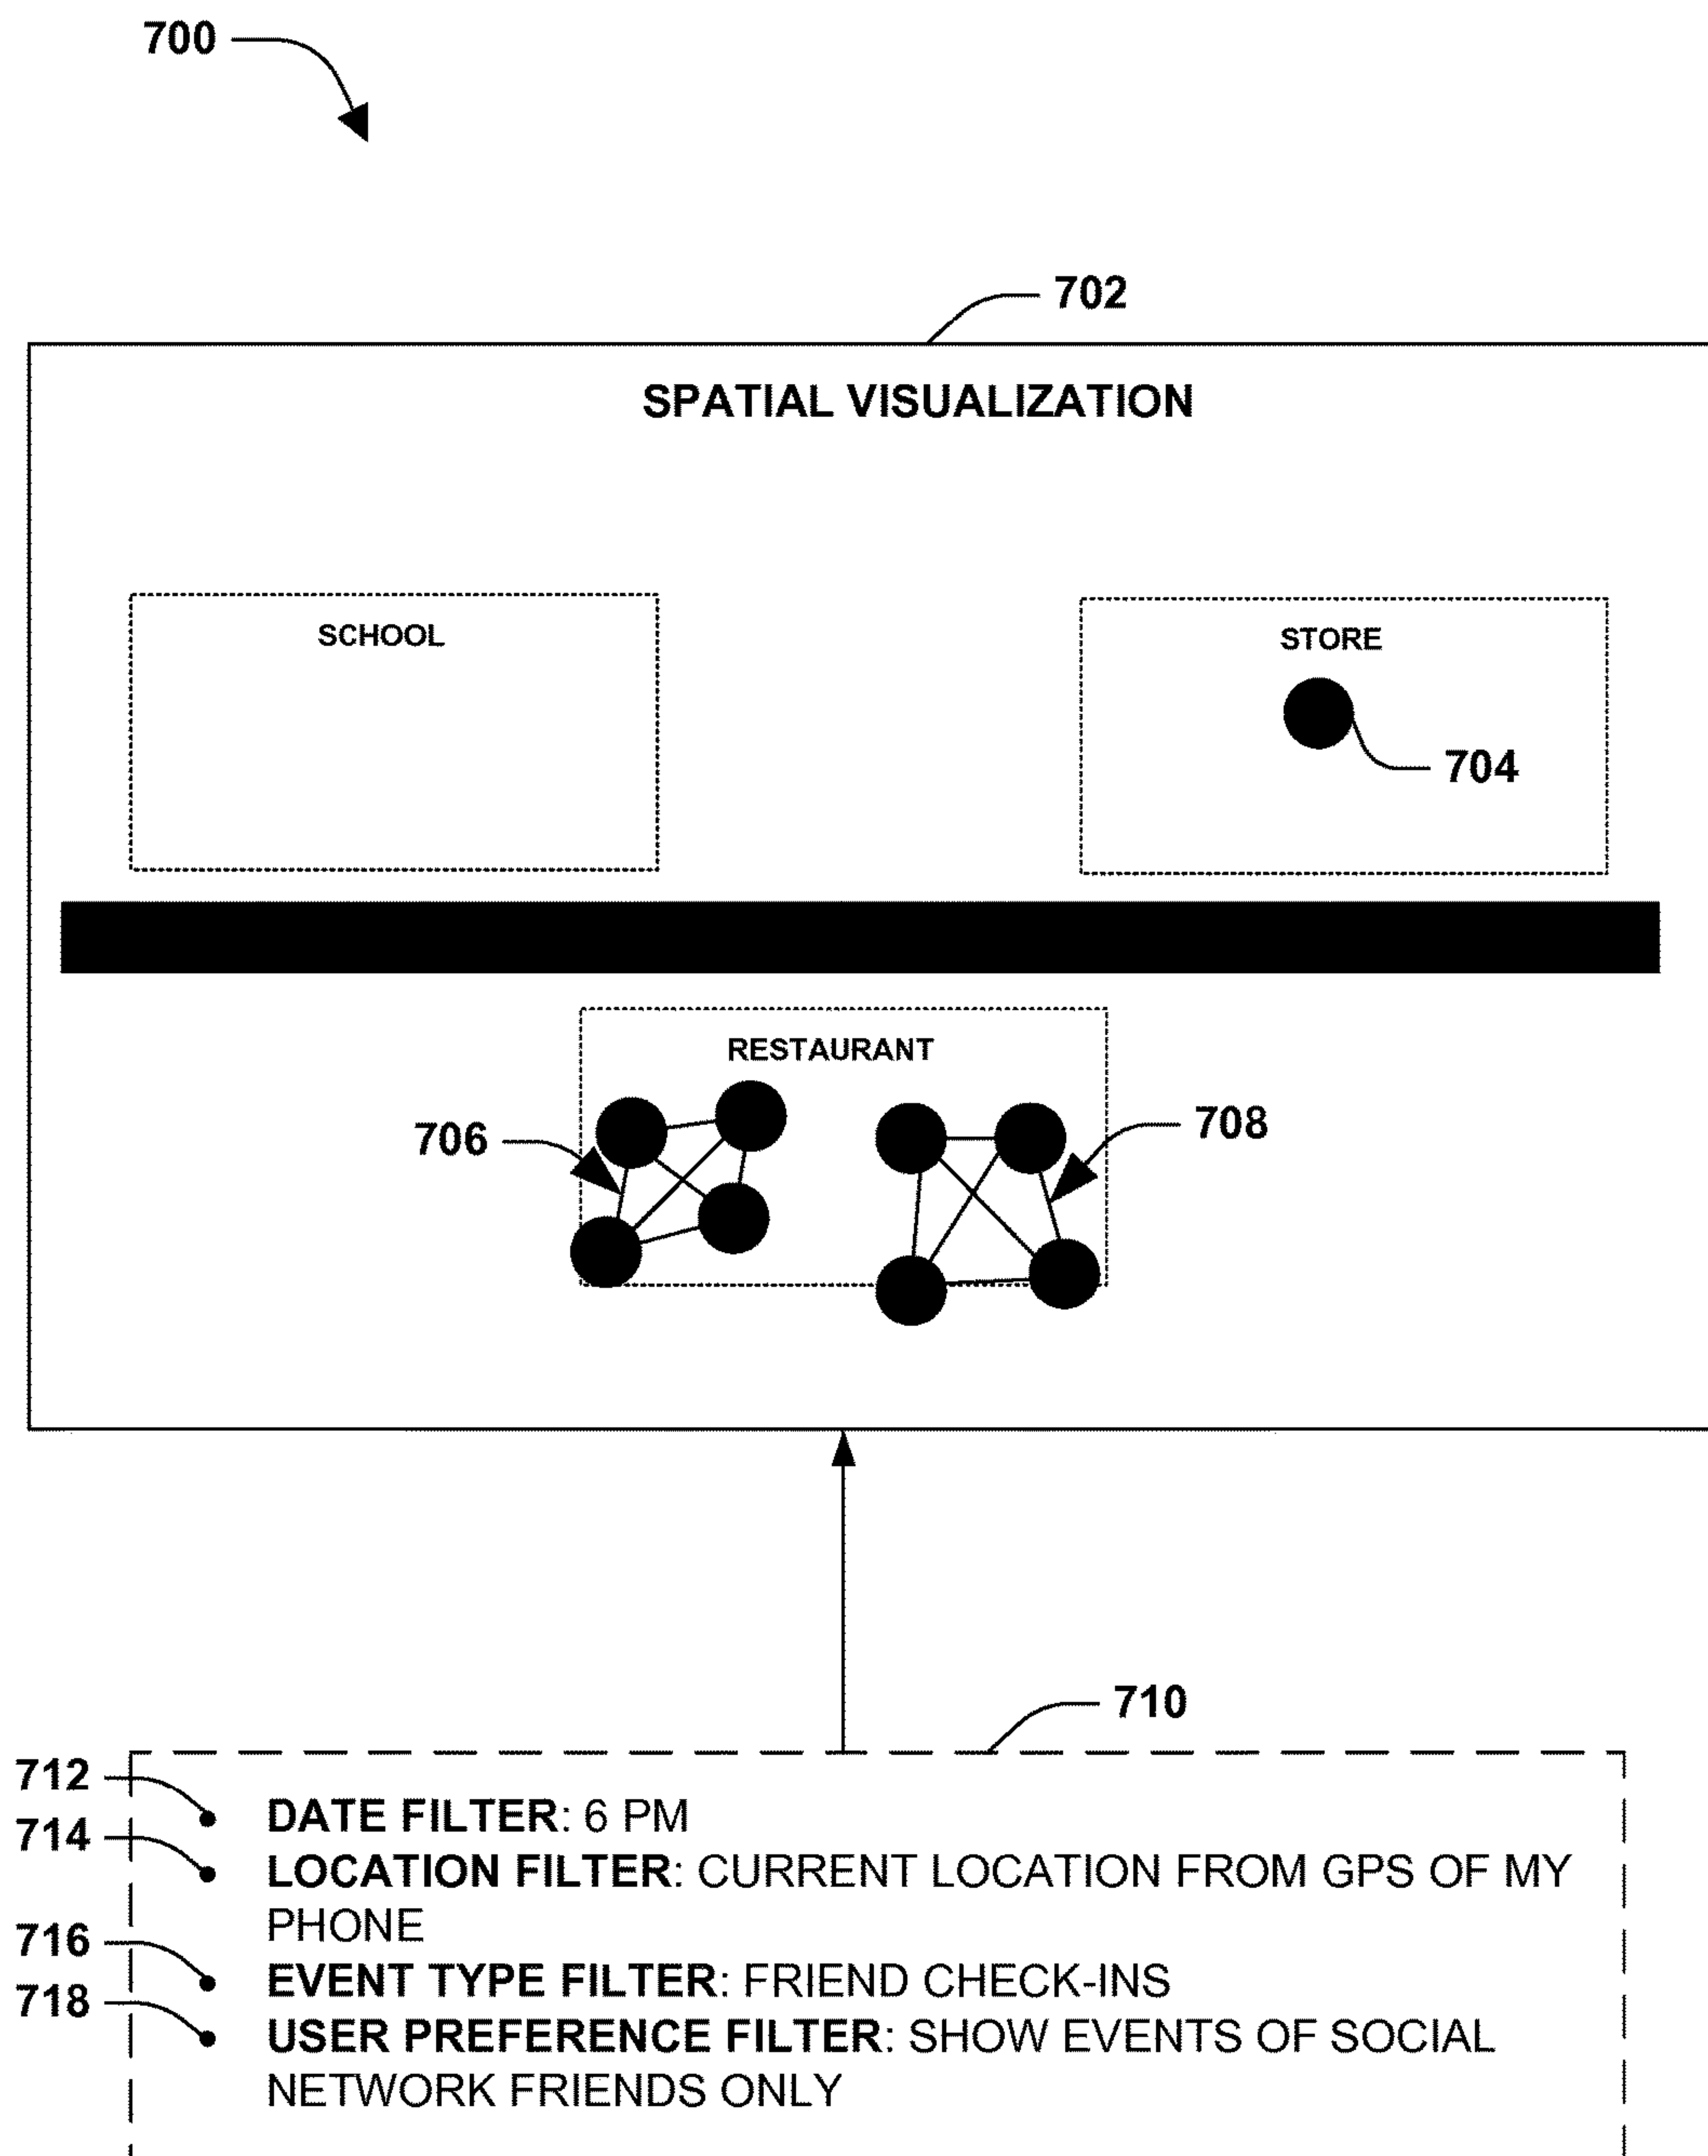 700
702
SPATIAL VISUALIZATION
SCHOOL
STORE
704
RESTAURANT
706
708
710
712
DATE FILTER: 6 PM
714
LOCATION FILTER: CURRENT LOCATION FROM GPS OF MY
PHONE
716
EVENT TYPE FILTER: FRIEND CHECK-INS
718
USER PREFERENCE FILTER: SHOW EVENTS OF SOCIAL
NETWORK FRIENDS ONLY